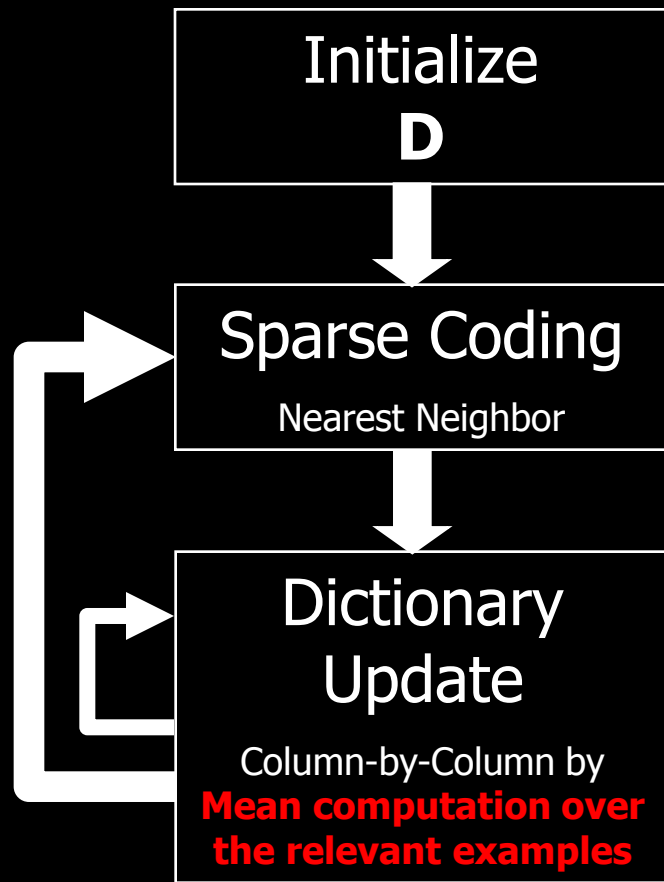 Initialize
D
Sparse Coding
Nearest Neighbor
Dictionary
Update
Column-by-Column by
Mean computation over
the relevant examples